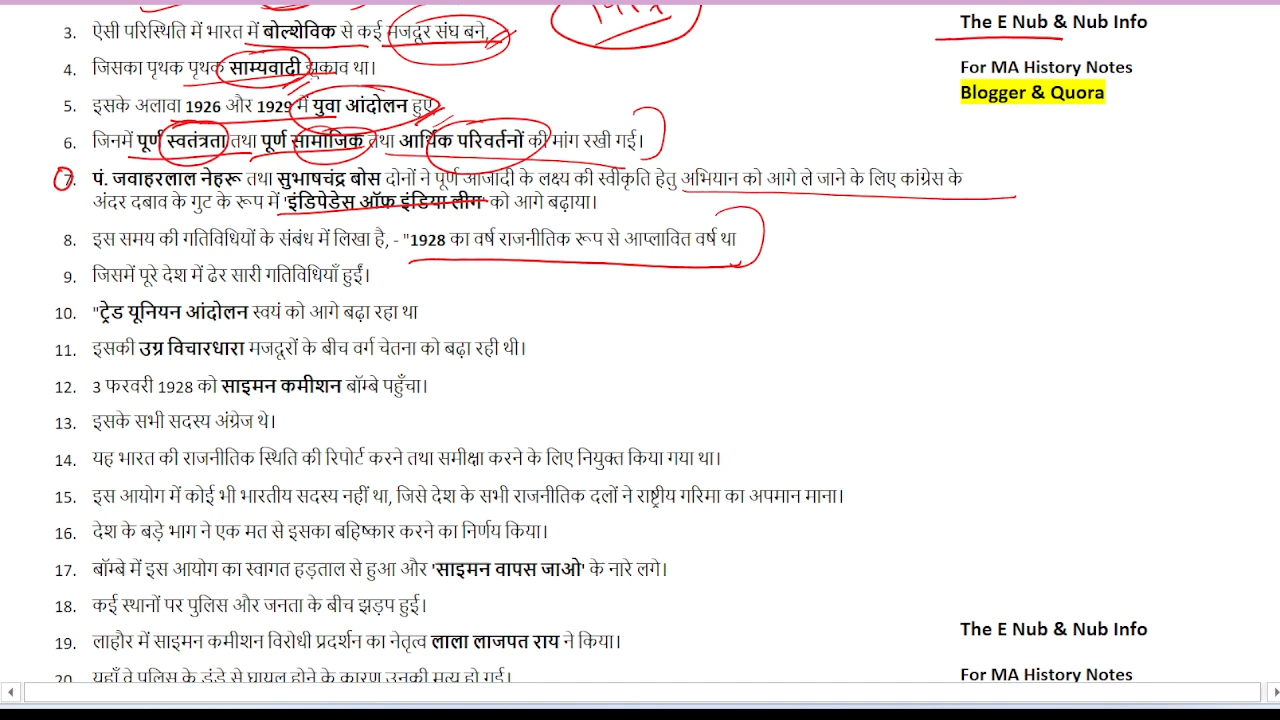 3. ऐसी परिस्थिति में भारत में बोल्शेविक से कई मजदूर संघ बने,
4. जिसका पृथक पृथक साम्यवादी झुकाव था।
5. इसके अलावा 1926 और 1929 में युवा आंदोलन हुए
6. जिनमें पूर्ण स्वतंत्रता तथा पूर्ण सामाजिक तथा आर्थिक परिवर्तनों की मांग रखी गई।
7. पं. जवाहरलाल नेहरू तथा सुभाषचंद्र बोस दोनों ने पूर्ण आजादी के लक्ष्य की स्वीकृति हेतु अभियान को आगे ले जाने के लिए कांग्रेस के
अंदर दबाव के गुट के रूप में 'इंडिपेडेस ऑफ इंडिया लीग' को आगे बढ़ाया।
8. इस समय की गतिविधियों के संबंध में लिखा है, - "1928 का वर्ष राजनीतिक रूप से आप्लावित वर्ष था
9. जिसमें पूरे देश में ढेर सारी गतिविधियाँ हुईं।
10. "ट्रेड यूनियन आंदोलन स्वयं को आगे बढ़ा रहा था
11. इसकी उग्र विचारधारा मजदूरों के बीच वर्ग चेतना को बढ़ा रही थी।
12. 3 फरवरी 1928 को साइमन कमीशन बॉम्बे पहुँचा।
13. इसके सभी सदस्य अंग्रेज थे।
14. यह भारत की राजनीतिक स्थिति की रिपोर्ट करने तथा समीक्षा करने के लिए नियुक्त किया गया था।
15. इस आयोग में कोई भी भारतीय सदस्य नहीं था, जिसे देश के सभी राजनीतिक दलों ने राष्ट्रीय गरिमा का अपमान माना।
16. देश के बड़े भाग ने एक मत से इसका बहिष्कार करने का निर्णय किया।
17. बॉम्बे में इस आयोग का स्वागत हड़ताल से हुआ और 'साइमन वापस जाओ' के नारे लगे।
18. कई स्थानों पर पुलिस और जनता के बीच झड़प हुई।
19. लाहौर में साइमन कमीशन विरोधी प्रदर्शन का नेतृत्व लाला लाजपत राय ने किया।
20. यहाँ वे पुलिस के डंडे से घायल होने के कारण उनकी मृत्यु हो गई।
The E Nub & Nub Info
For MA History Notes
Blogger & Quora
The E Nub & Nub Info
For MA History Notes